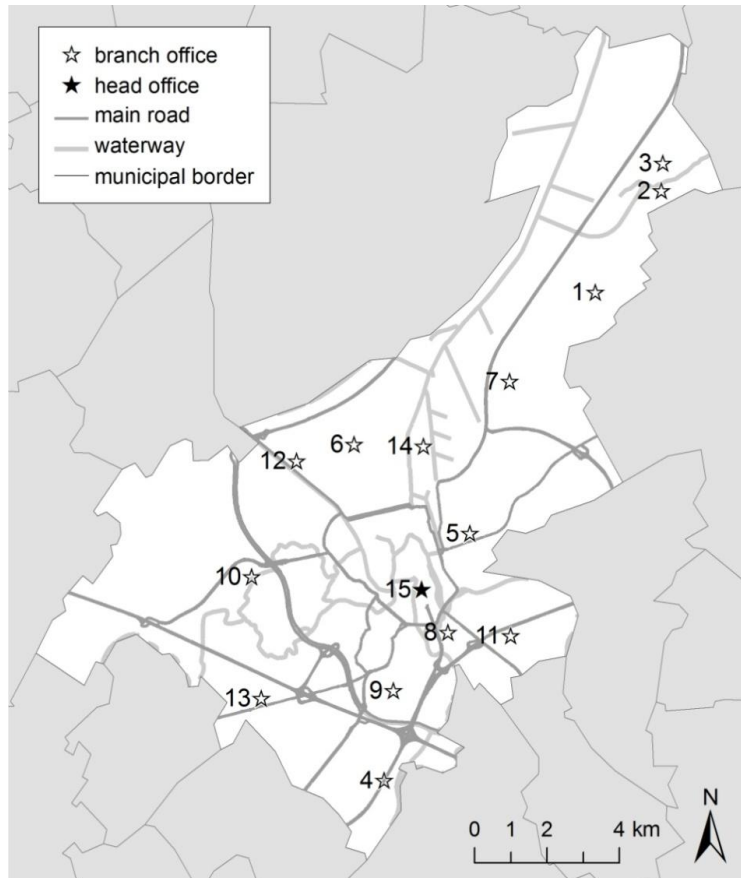 branch office
head office
main road
waterway
municipal border
3
2
1
7
6
14
12
5
10
15
8
11
9
13
4
N
0 1 2 4 km